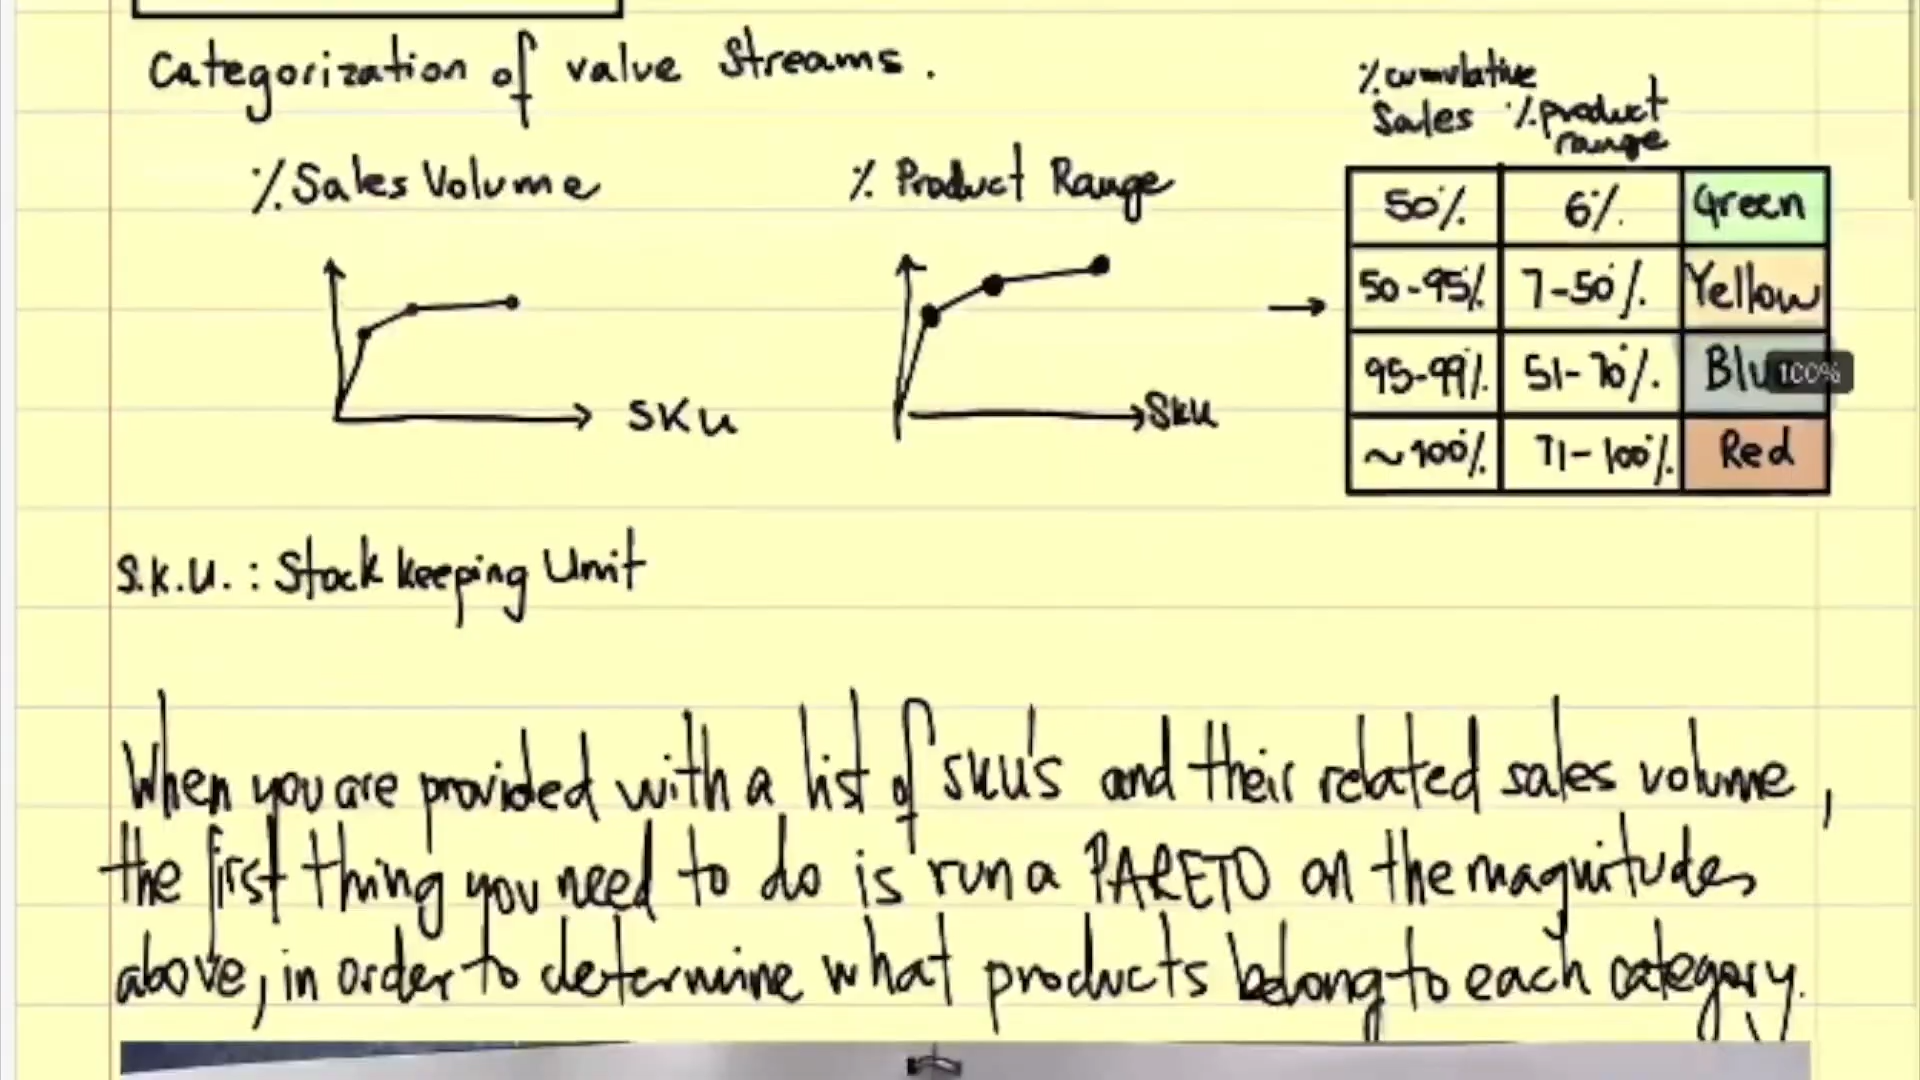 Categorization of value Streams.
% Sales Volume
% Product Range
SKU
SKU
% cumulative
Sales
% product
range
50% 6% Green
50-95% 7-50% Yellow
95-99% 51-70% Blu
100%
~100% 71-100% Red
S.K.U. : Stock keeping Unit
When you are provided with a list of SKU's and their related sales volume,
the first thing you need to do is run a PARETO on the magnitudes
above, in order to determine what products belong to each category.